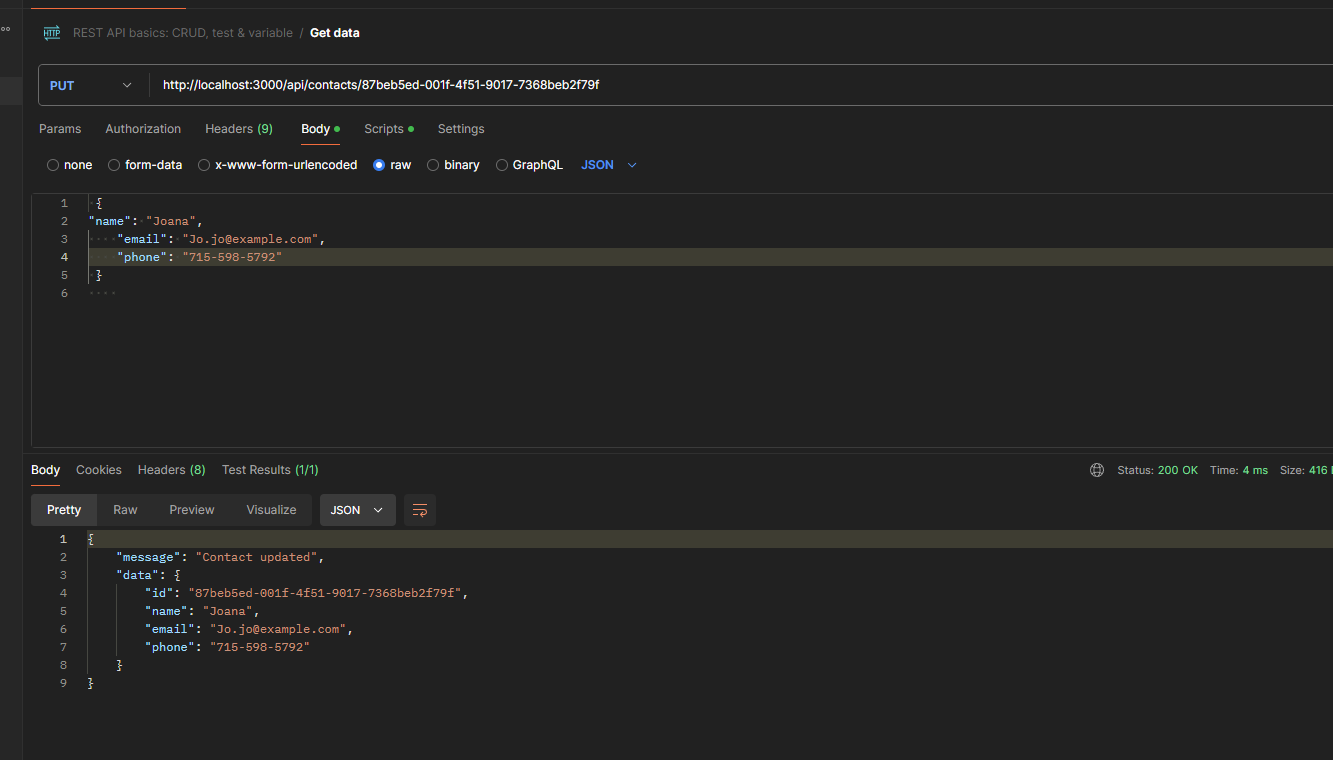 HTTP REST API basics: CRUD, test & variable / Get data
PUT http://localhost:3000/api/contacts/87beb5ed-001f-4f51-9017-7368beb2f79f
Params Authorization Headers (9) Body Scripts Settings
none form-data x-www-form-urlencoded raw binary GraphQL JSON
1 {
2 "name": "Joana",
3 "email": "Jo.jo@example.com",
4 "phone": "715-598-5792"
5 }
6
Body Cookies Headers (8) Test Results (1/1) Status: 200 OK Time: 4 ms Size: 416
Pretty Raw Preview Visualize JSON
1 {
2 "message": "Contact updated",
3 "data": {
4 "id": "87beb5ed-001f-4f51-9017-7368beb2f79f",
5 "name": "Joana",
6 "email": "Jo.jo@example.com",
7 "phone": "715-598-5792"
8 }
9 }